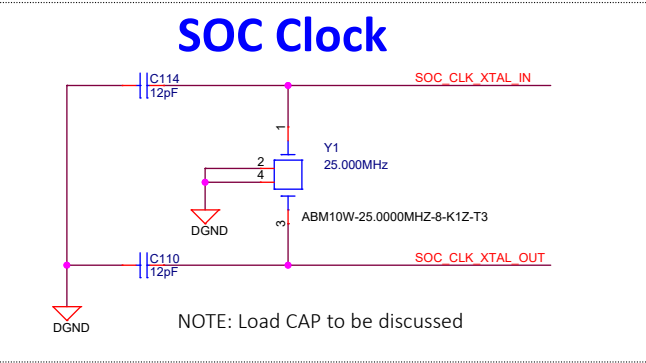 SOC Clock
C114
12pF
SOC_CLK_XTAL_IN
1
Y1
25.000MHz
2
4
DGND
3
ABM10W-25.0000MHZ-8-K1Z-T3
C110
12pF
SOC_CLK_XTAL_OUT
DGND
NOTE: Load CAP to be discussed